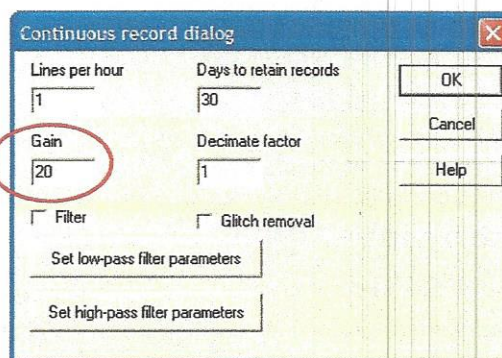 Continuous record dialog
Lines per hour
1
Days to retain records
30
OK
Cancel
Gain
20
Decimate factor
1
Help
Filter
Glitch removal
Set low-pass filter parameters
Set high-pass filter parameters